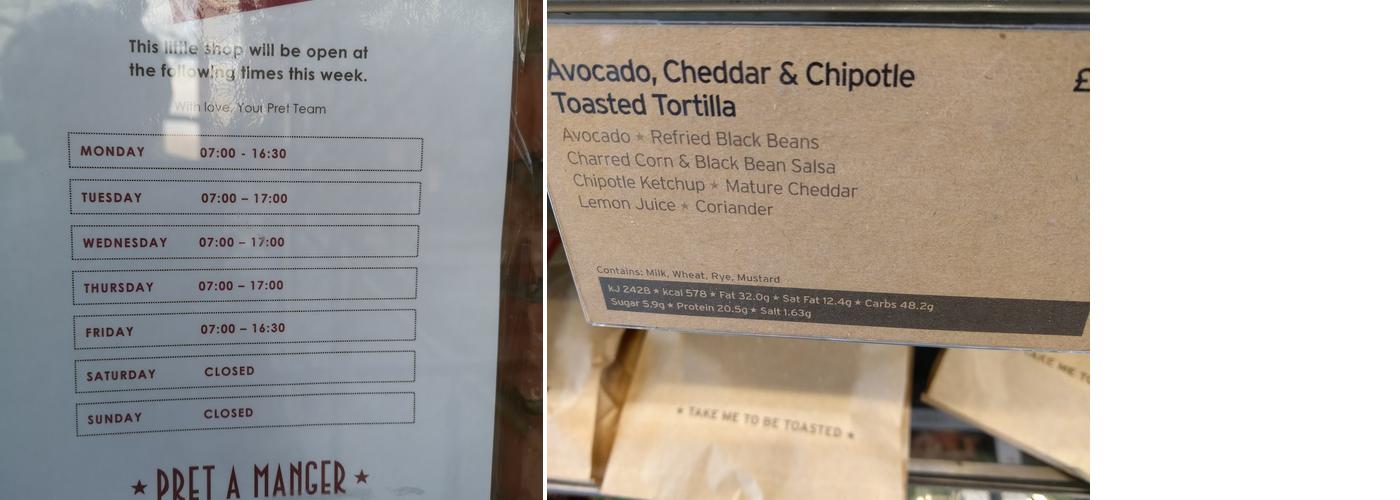 This little shop will be open at
the following times this week.
With love, Your Pret Team
MONDAY 07:00 - 16:30
TUESDAY 07:00 – 17:00
WEDNESDAY 07:00 – 17:00
THURSDAY 07:00 – 17:00
FRIDAY 07:00 – 16:30
SATURDAY CLOSED
SUNDAY CLOSED
★ PRET A MANGER ★
Avocado, Cheddar & Chipotle £
Toasted Tortilla
Avocado ★ Refried Black Beans
Charred Corn & Black Bean Salsa
Chipotle Ketchup ★ Mature Cheddar
Lemon Juice ★ Coriander
Contains: Milk, Wheat, Rye, Mustard
kJ 2428 ★ kcal 578 ★ Fat 32.0g ★ Sat Fat 12.4g ★ Carbs 48.2g
Sugar 5.9g ★ Protein 20.5g ★ Salt 1.63g
★ TAKE ME TO BE TOASTED ★
TAKE ME TO